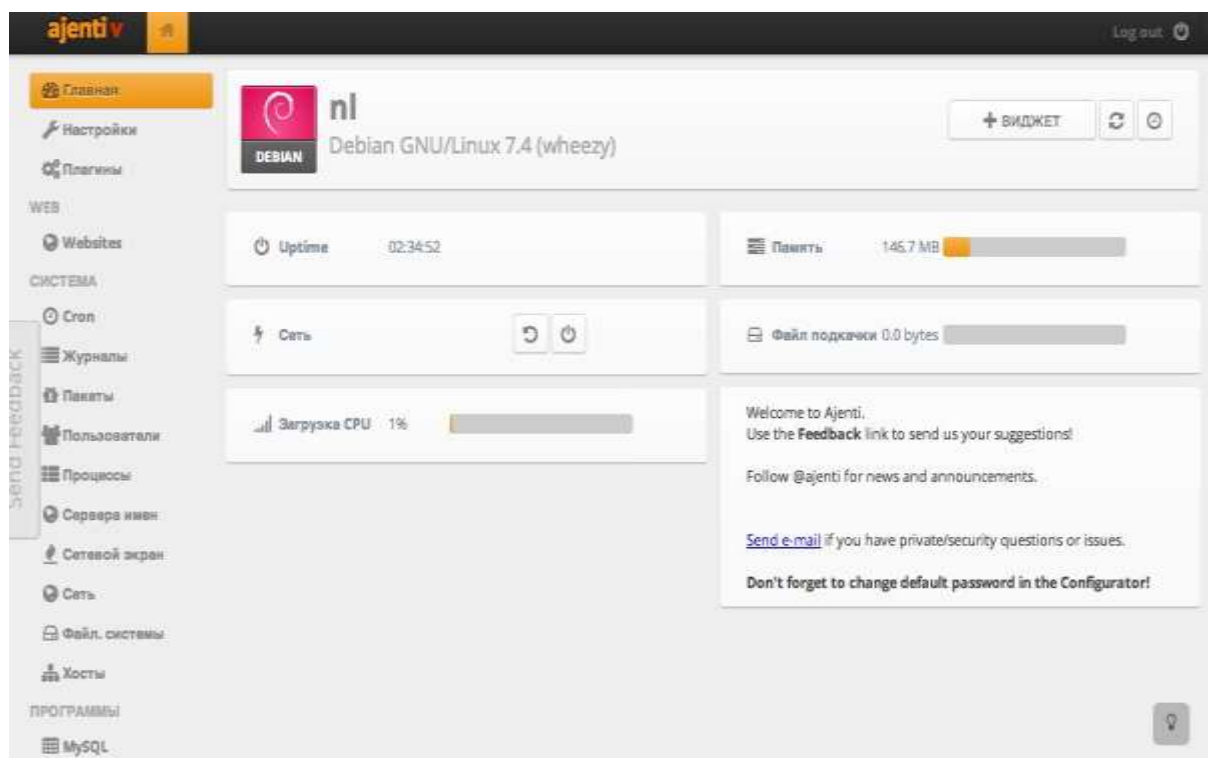 ajenti v
Log out
Главная
Настройки
Плагины
WEB
Websites
СИСТЕМА
Cron
Журналы
Пакеты
Пользователи
Процессы
Сервера имен
Сетевой экран
Сеть
Файл. системы
Хосты
ПРОГРАММЫ
MySQL
Send Feedback
DEBIAN
nl
Debian GNU/Linux 7.4 (wheezy)
ВИДЖЕТ
Uptime 02:34:52
Память 146.7 MB
Сеть
Файл подкачки 0.0 bytes
Загрузка CPU 1%
Welcome to Ajenti.
Use the Feedback link to send us your suggestions!
Follow @ajenti for news and announcements.
Send e-mail if you have private/security questions or issues.
Don't forget to change default password in the Configurator!